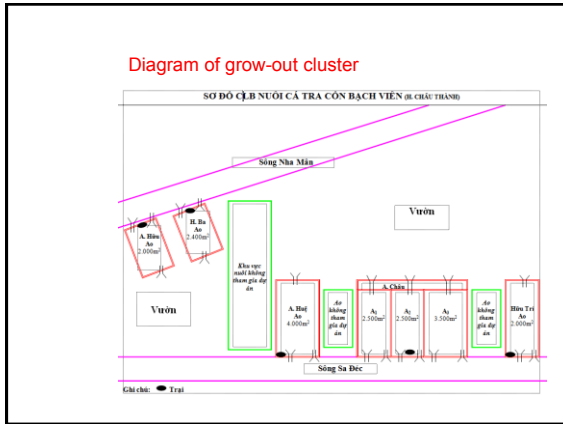 Diagram of grow-out cluster
SƠ ĐỒ CLB NUÔI CÁ TRA CỒN BẠCH VIÊN (H. CHÂU THÀNH)
Sông Nha Mân
A. Hữu
Ao
2.000m²
H. Ba
Ao
2.400m²
Khu vực
nuôi không
tham gia dự
án
Vườn
Vườn
A. Huệ
Ao
4.000m²
Ao
không
tham
gia dự
án
A. Chẩn
A₁
2.500m²
A₂
2.500m²
A₃
3.500m²
Ao
không
tham
gia dự
án
Hữu Trí
Ao
2.000m²
Sông Sa Đéc
Ghi chú: Trại